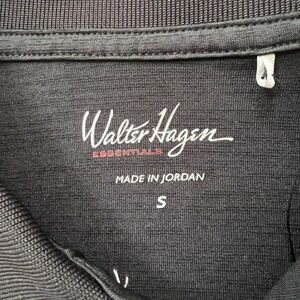 Walter Hagen
ESSENTIALS
MADE IN JORDAN
S